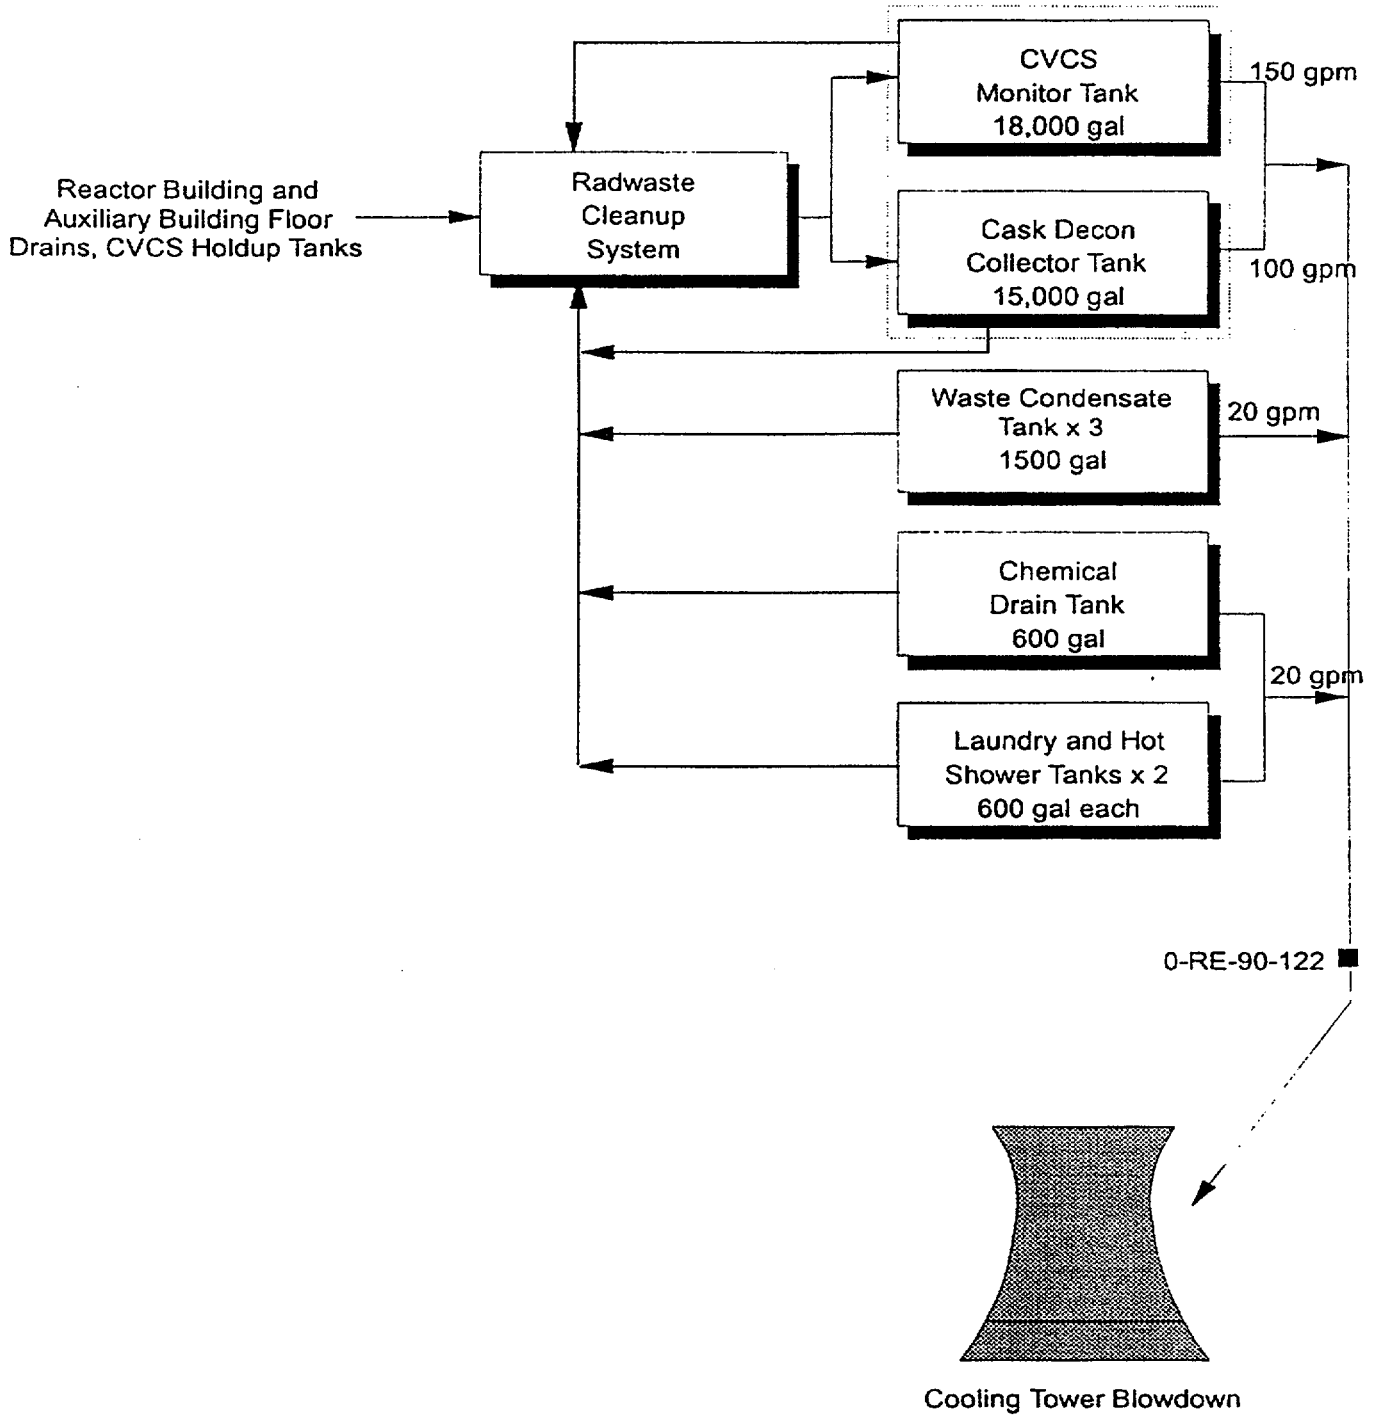 CVCS
Monitor Tank
18,000 gal
150 gpm
Reactor Building and
Auxiliary Building Floor
Drains, CVCS Holdup Tanks
Radwaste
Cleanup
System
Cask Decon
Collector Tank
15,000 gal
100 gpm
Waste Condensate
Tank x 3
1500 gal
20 gpm
Chemical
Drain Tank
600 gal
20 gpm
Laundry and Hot
Shower Tanks x 2
600 gal each
0-RE-90-122
Cooling Tower Blowdown